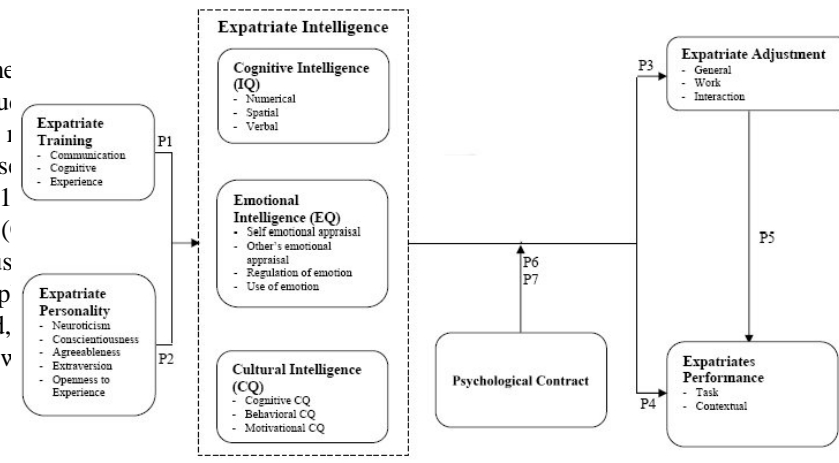 Expatriate Intelligence
Cognitive Intelligence
(IQ)
- Numerical
- Spatial
- Verbal
Emotional
Intelligence (EQ)
- Self emotional appraisal
- Other's emotional
appraisal
- Regulation of emotion
- Use of emotion
Cultural Intelligence
(CQ)
- Cognitive CQ
- Behavioral CQ
- Motivational CQ
Expatriate
Training
- Communication
- Cognitive
- Experience
P1
Expatriate
Personality
- Neuroticism
- Conscientiousness
- Agreeableness
- Extraversion
- Openness to
Experience
P2
P6
P7
Psychological Contract
P3
Expatriate Adjustment
- General
- Work
- Interaction
P5
P4
Expatriates
Performance
- Task
- Contextual